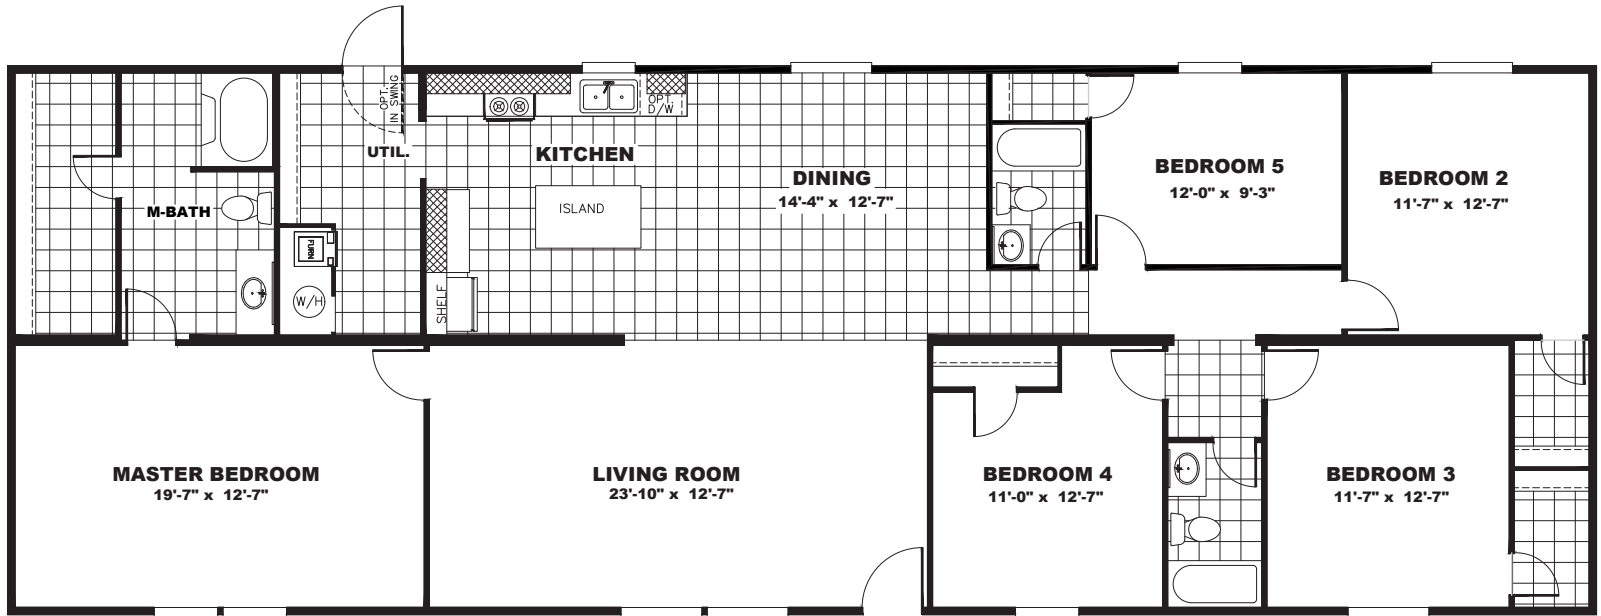 OPT.
IN SWING
OPT.
D/W
UTIL.
KITCHEN
DINING
14'-4" x 12'-7"
BEDROOM 5
12'-0" x 9'-3"
BEDROOM 2
11'-7" x 12'-7"
M-BATH
ISLAND
FURN
W/H
SHELF
MASTER BEDROOM
19'-7" x 12'-7"
LIVING ROOM
23'-10" x 12'-7"
BEDROOM 4
11'-0" x 12'-7"
BEDROOM 3
11'-7" x 12'-7"